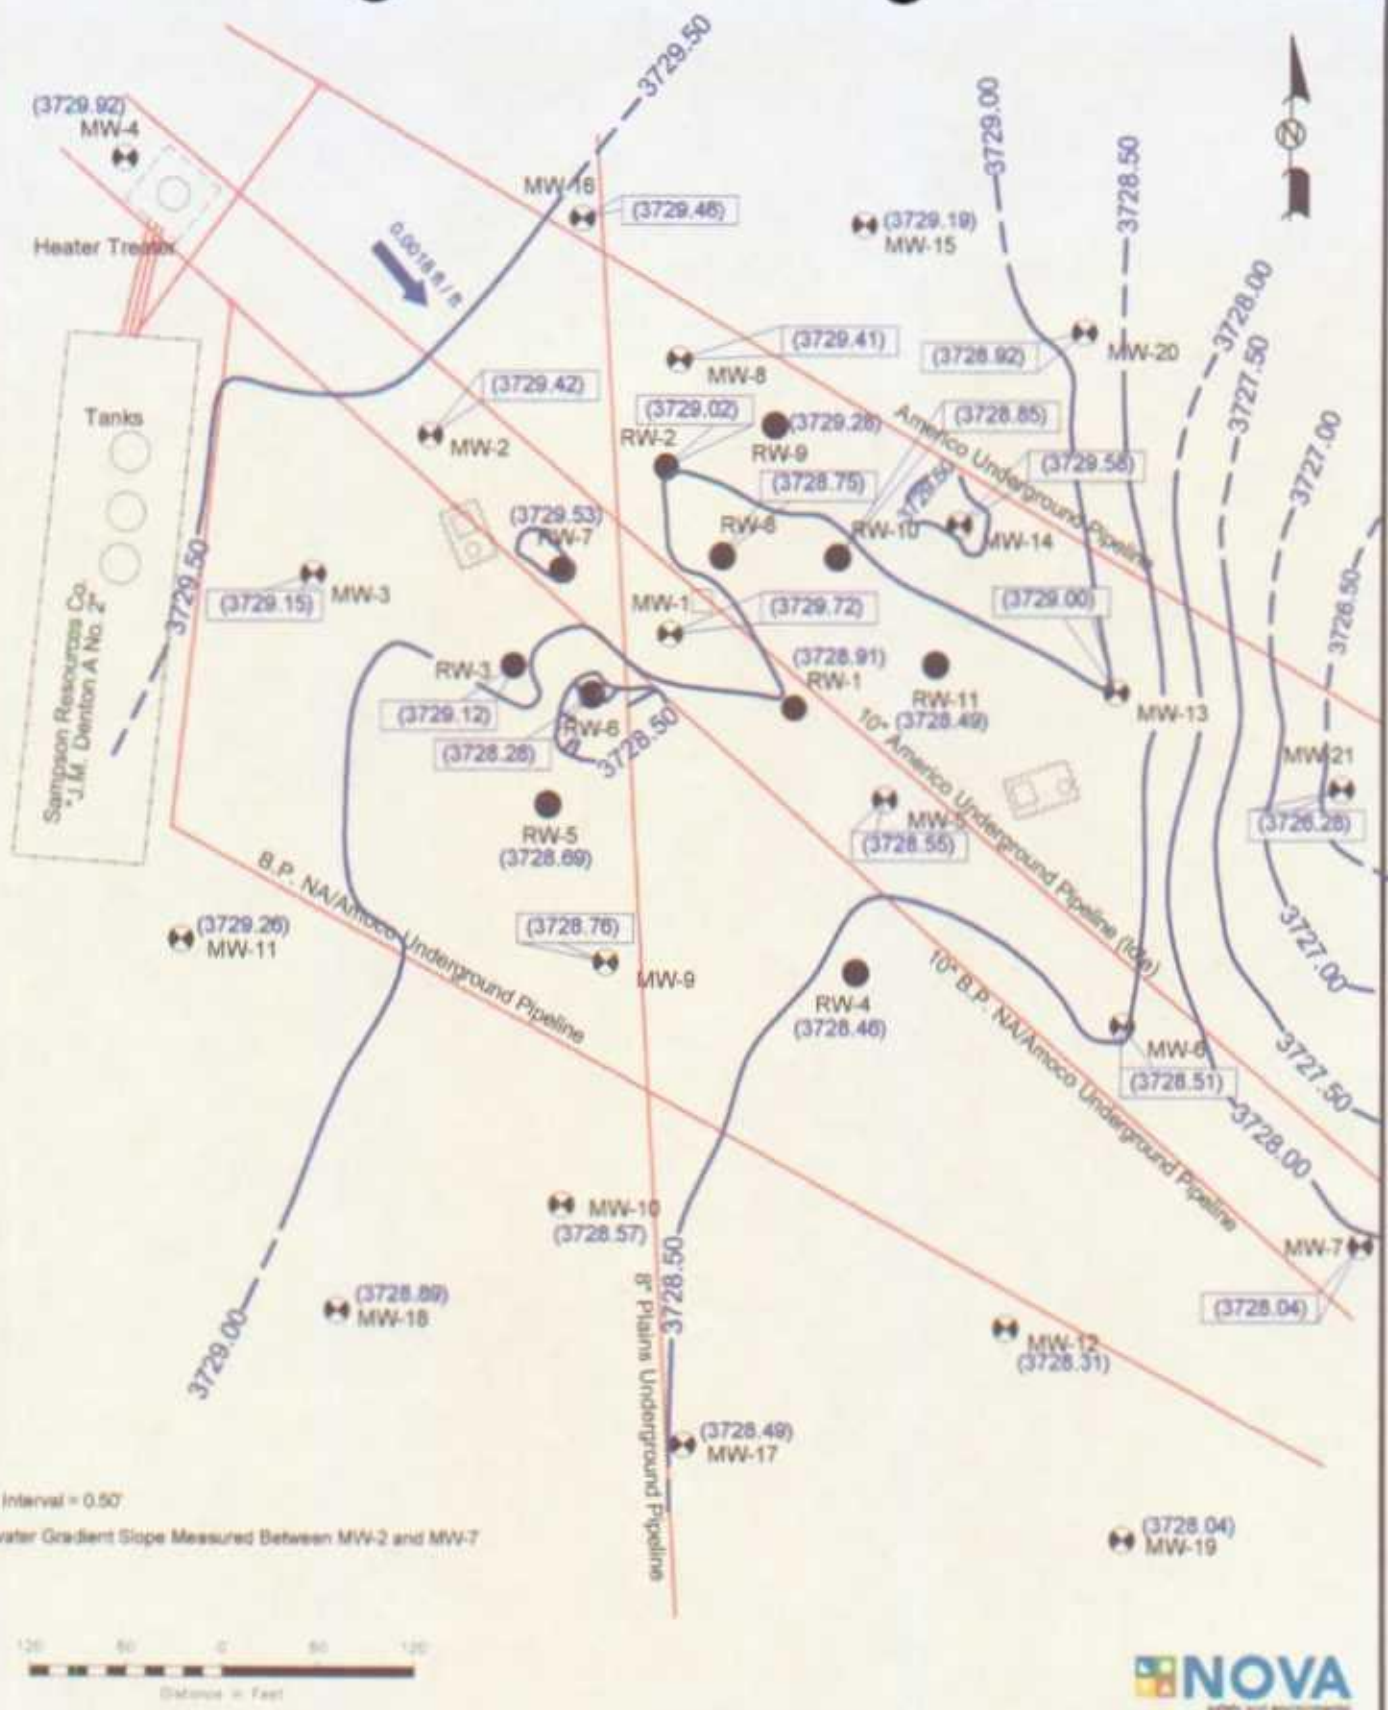 3729.50
3729.00
3728.50
(3729.92)
MW-4
N
MW-16
(3729.46)
(3729.19)
MW-15
Heater Treater
0.0018 ft / ft
3728.00
3727.50
(3729.41)
MW-8
(3728.92)
MW-20
(3729.42)
MW-2
(3729.02)
RW-2
(3729.28)
RW-9
(3728.85)
Americo Underground Pipeline
3727.00
Tanks
(3729.58)
(3728.75)
RW-8
RW-10
MW-14
(3729.53)
RW-7
3729.50
(3729.15)
MW-3
MW-1
(3729.72)
(3729.00)
3726.50
Sampson Resources Co.
"J.M. Denton A No. 2"
RW-3
(3729.12)
(3728.91)
RW-1
RW-11
(3728.49)
MW-13
RW-6
(3728.28)
3728.50
10" Americo Underground Pipeline (Idle)
MW-21
(3726.28)
RW-5
(3728.69)
MW-5
(3728.55)
B.P. NA/Amoco Underground Pipeline
(3729.26)
MW-11
(3728.76)
MW-9
RW-4
(3728.46)
10" B.P. NA/Amoco Underground Pipeline
3727.00
MW-6
(3728.51)
3727.50
3728.00
MW-10
(3728.57)
MW-7
(3728.04)
3728.50
8" Plains Underground Pipeline
(3728.89)
MW-18
3729.00
MW-12
(3728.31)
(3728.49)
MW-17
Interval = 0.50'
water Gradient Slope Measured Between MW-2 and MW-7
(3728.04)
MW-19
120 60 0 60 120
Distance in Feet
NOVA